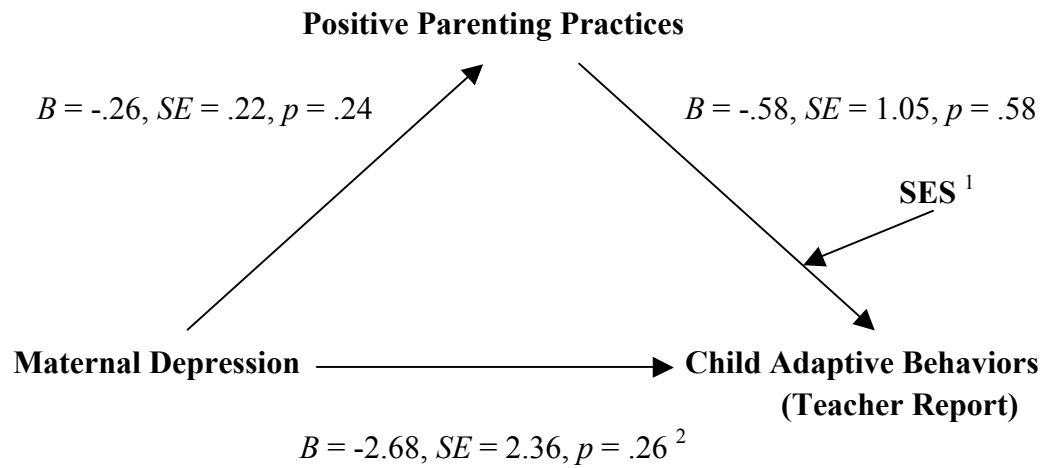 Positive Parenting Practices
B = -.26, SE = .22, p = .24
B = -.58, SE = 1.05, p = .58
SES 1
Maternal Depression
Child Adaptive Behaviors
(Teacher Report)
B = -2.68, SE = 2.36, p = .26 2